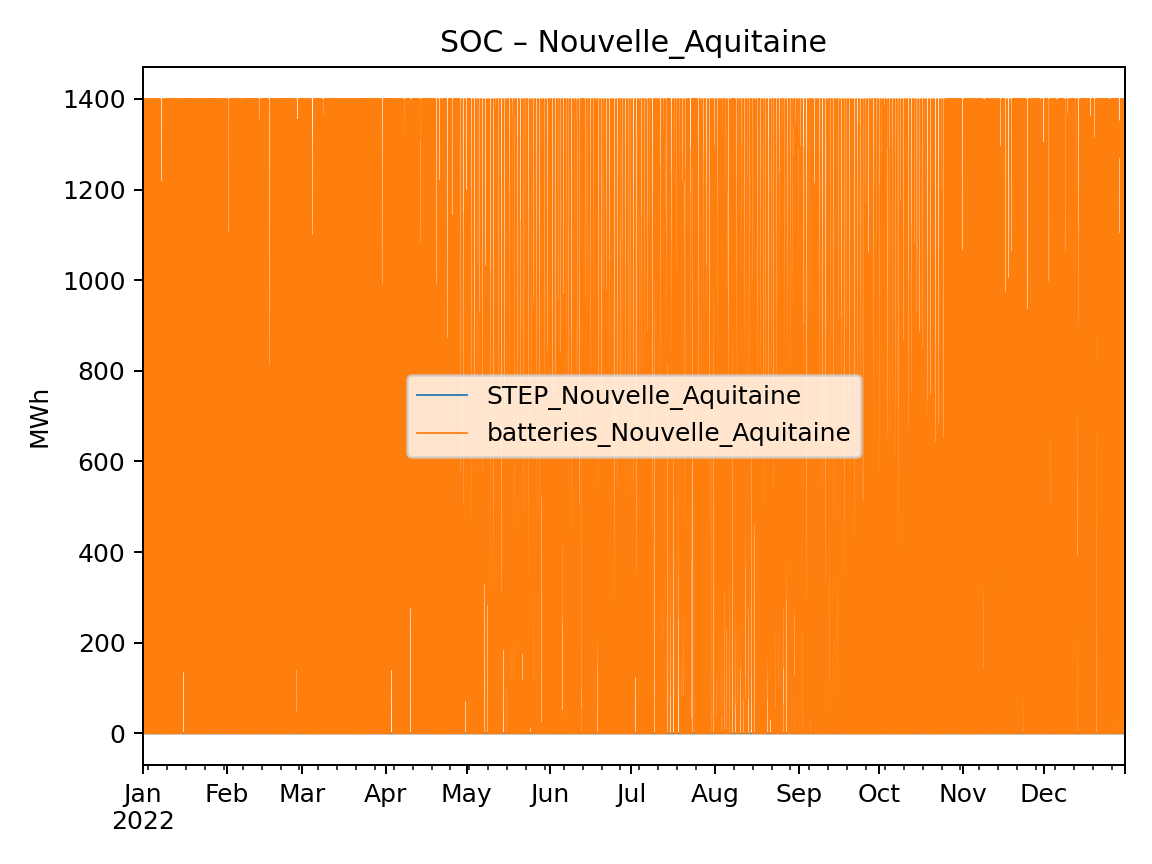 SOC – Nouvelle_Aquitaine
1400
1200
1000
800
600
400
200
0
MWh
STEP_Nouvelle_Aquitaine
batteries_Nouvelle_Aquitaine
Jan Feb Mar Apr May Jun Jul Aug Sep Oct Nov Dec
2022